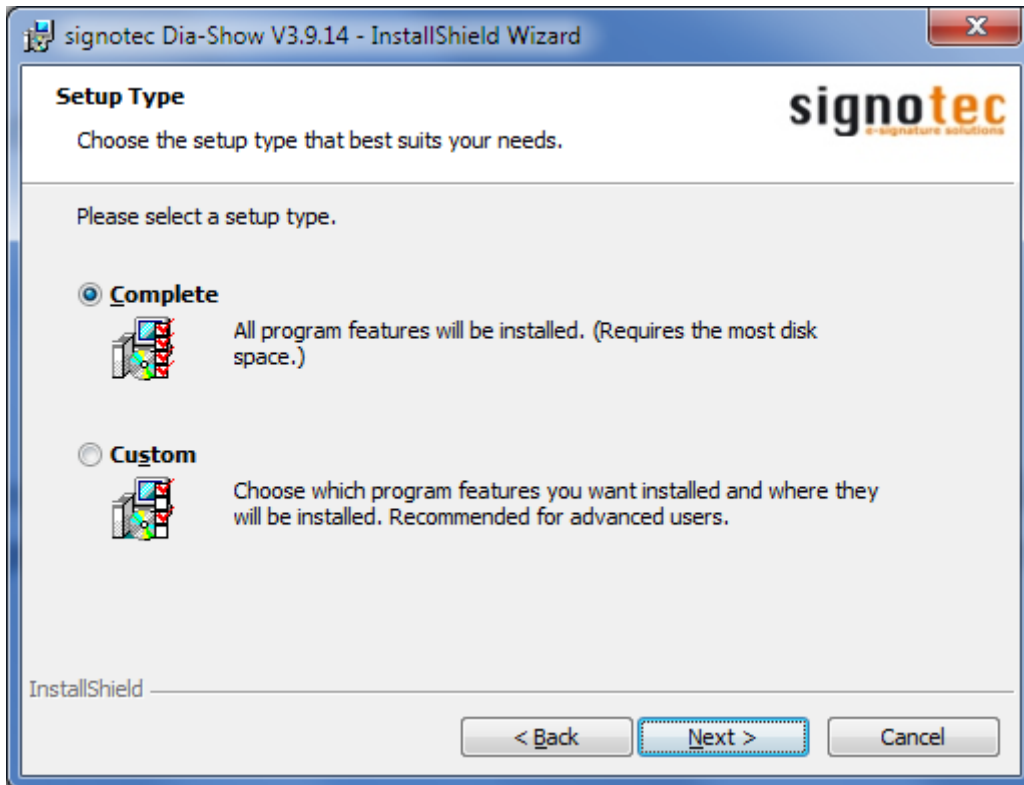 signotec Dia-Show V3.9.14 - InstallShield Wizard
Setup Type
signotec
e-signature solutions
Choose the setup type that best suits your needs.
Please select a setup type.
Complete
All program features will be installed. (Requires the most disk
space.)
Custom
Choose which program features you want installed and where they
will be installed. Recommended for advanced users.
InstallShield
< Back
Next >
Cancel